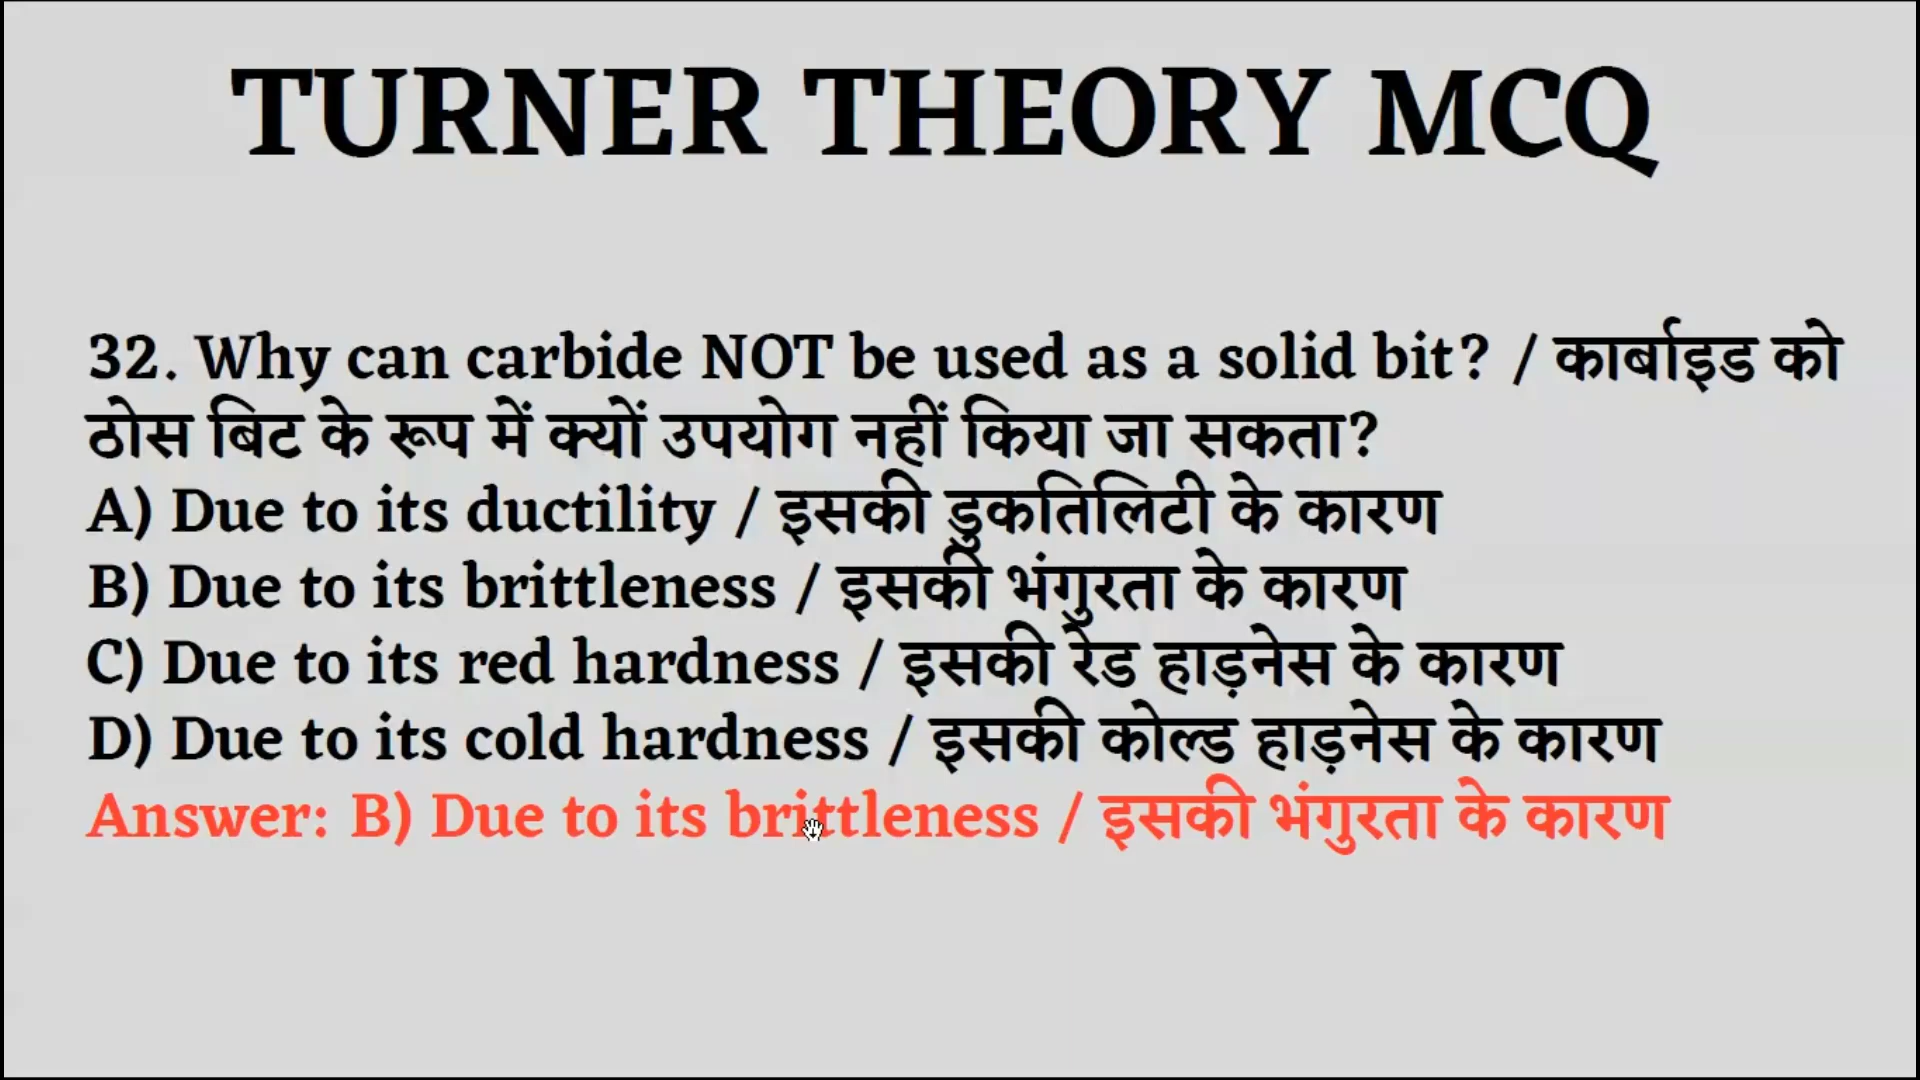 TURNER THEORY MCQ
32. Why can carbide NOT be used as a solid bit? / कार्बाइड को
ठोस बिट के रूप में क्यों उपयोग नहीं किया जा सकता?
A) Due to its ductility / इसकी डुकतिलिटी के कारण
B) Due to its brittleness / इसकी भंगुरता के कारण
C) Due to its red hardness / इसकी रेड हाड़नेस के कारण
D) Due to its cold hardness / इसकी कोल्ड हाड़नेस के कारण
Answer: B) Due to its brittleness / इसकी भंगुरता के कारण